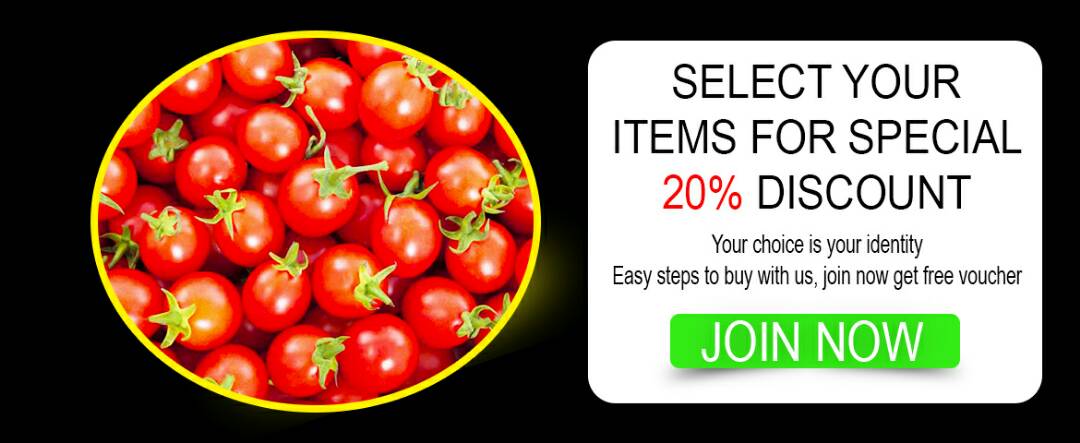 SELECT YOUR
ITEMS FOR SPECIAL
20% DISCOUNT
Your choice is your identity
Easy steps to buy with us, join now get free voucher
JOIN NOW